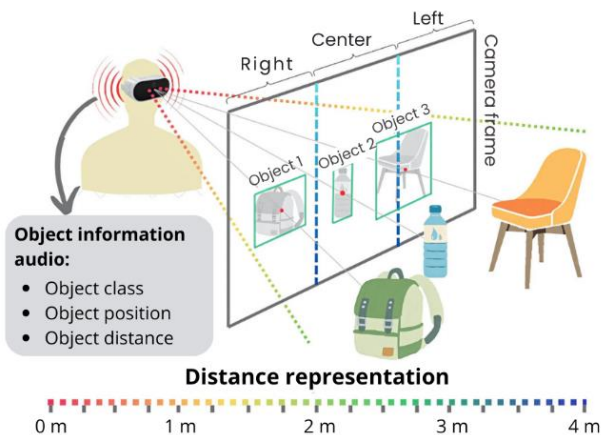 Left
Center
Right
Camera frame
Object 3
Object 2
Object 1
Object information
audio:
• Object class
• Object position
• Object distance
Distance representation
0 m 1 m 2 m 3 m 4 m